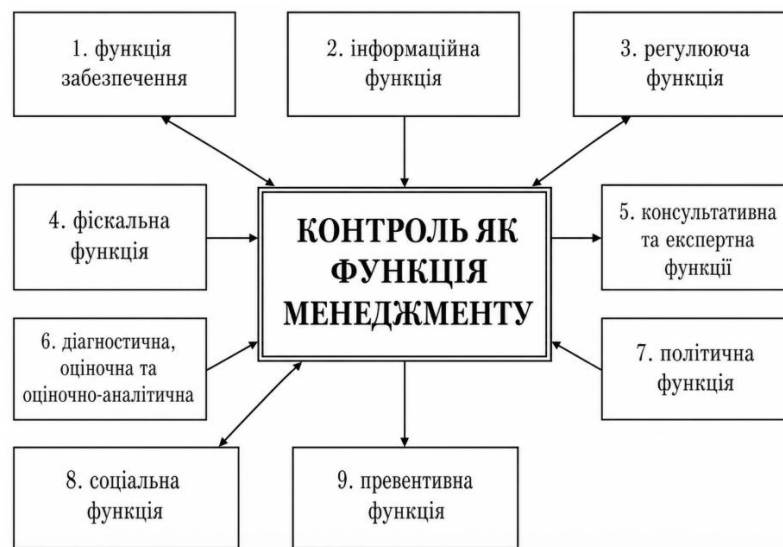 1. функція
забезпечення
2. інформаційна
функція
3. регулююча
функція
4. фіскальна
функція
КОНТРОЛЬ ЯК
ФУНКЦІЯ
МЕНЕДЖМЕНТУ
5. консультативна
та експертна
функції
6. діагностична,
оціночна та
оціночно-аналітична
7. політична
функція
8. соціальна
функція
9. превентивна
функція